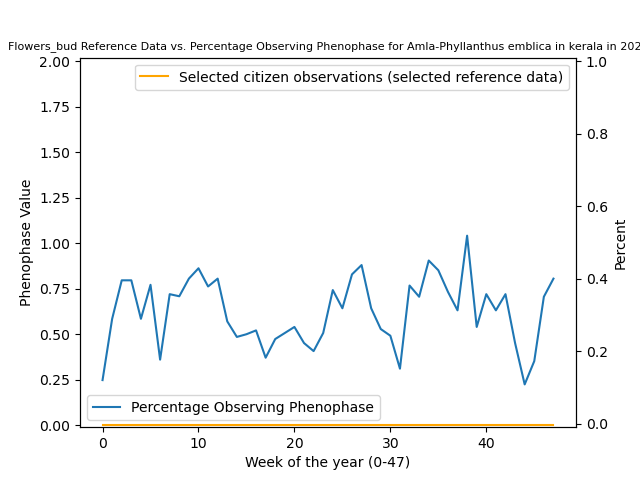 Flowers_bud Reference Data vs. Percentage Observing Phenophase for Amla-Phyllanthus emblica in kerala in 202
2.00
1.75
1.50
1.25
1.00
0.75
0.50
0.25
0.00
Phenophase Value
Selected citizen observations (selected reference data)
Percentage Observing Phenophase
1.0
0.8
0.6
0.4
0.2
0.0
Percent
0 10 20 30 40
Week of the year (0-47)